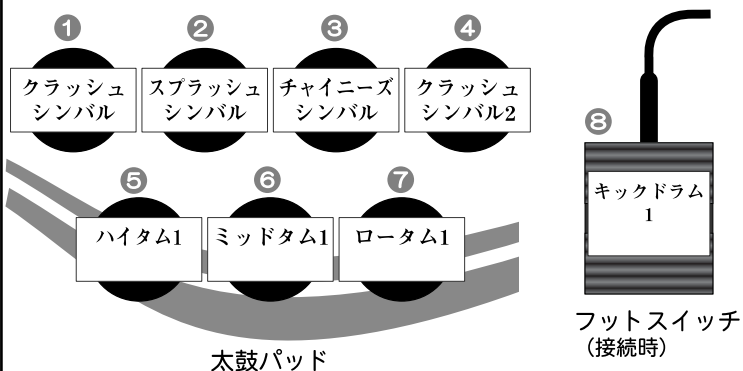 ① ② ③ ④
クラッシュ スプラッシュ チャイニーズ クラッシュ
シンバル シンバル シンバル シンバル2
⑧
⑤ ⑥ ⑦
キックドラム
1
ハイタム1 ミッドタム1 ロータム1
フットスイッチ
(接続時)
太鼓パッド